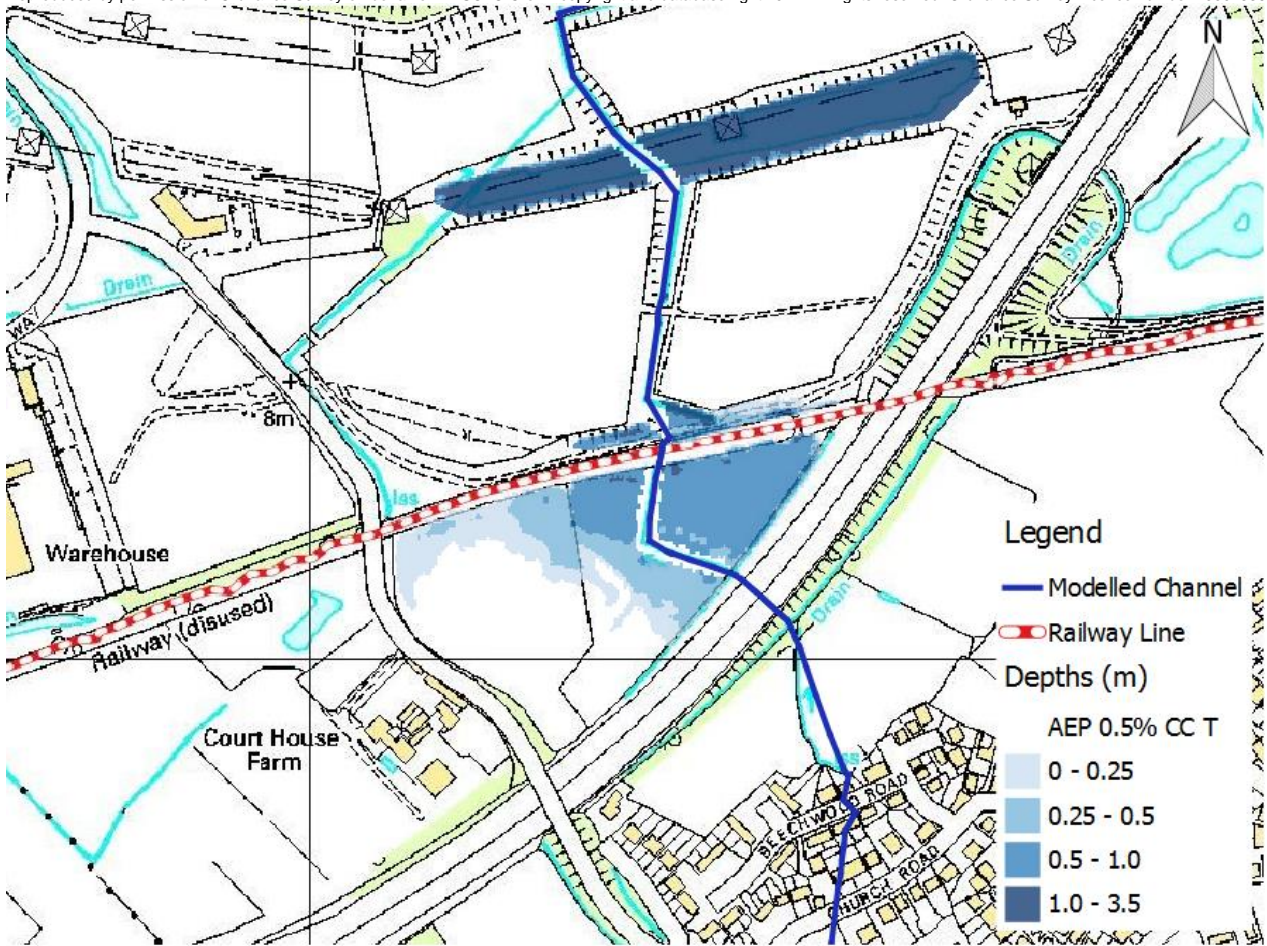 N
Drain
Drain
WAY
8m
Iss
Warehouse
Railway (disused)
Drain
Court House
Farm
BEECHWOOD ROAD
CHURCH ROAD
Legend
Modelled Channel
Railway Line
Depths (m)
AEP 0.5% CC T
0 - 0.25
0.25 - 0.5
0.5 - 1.0
1.0 - 3.5